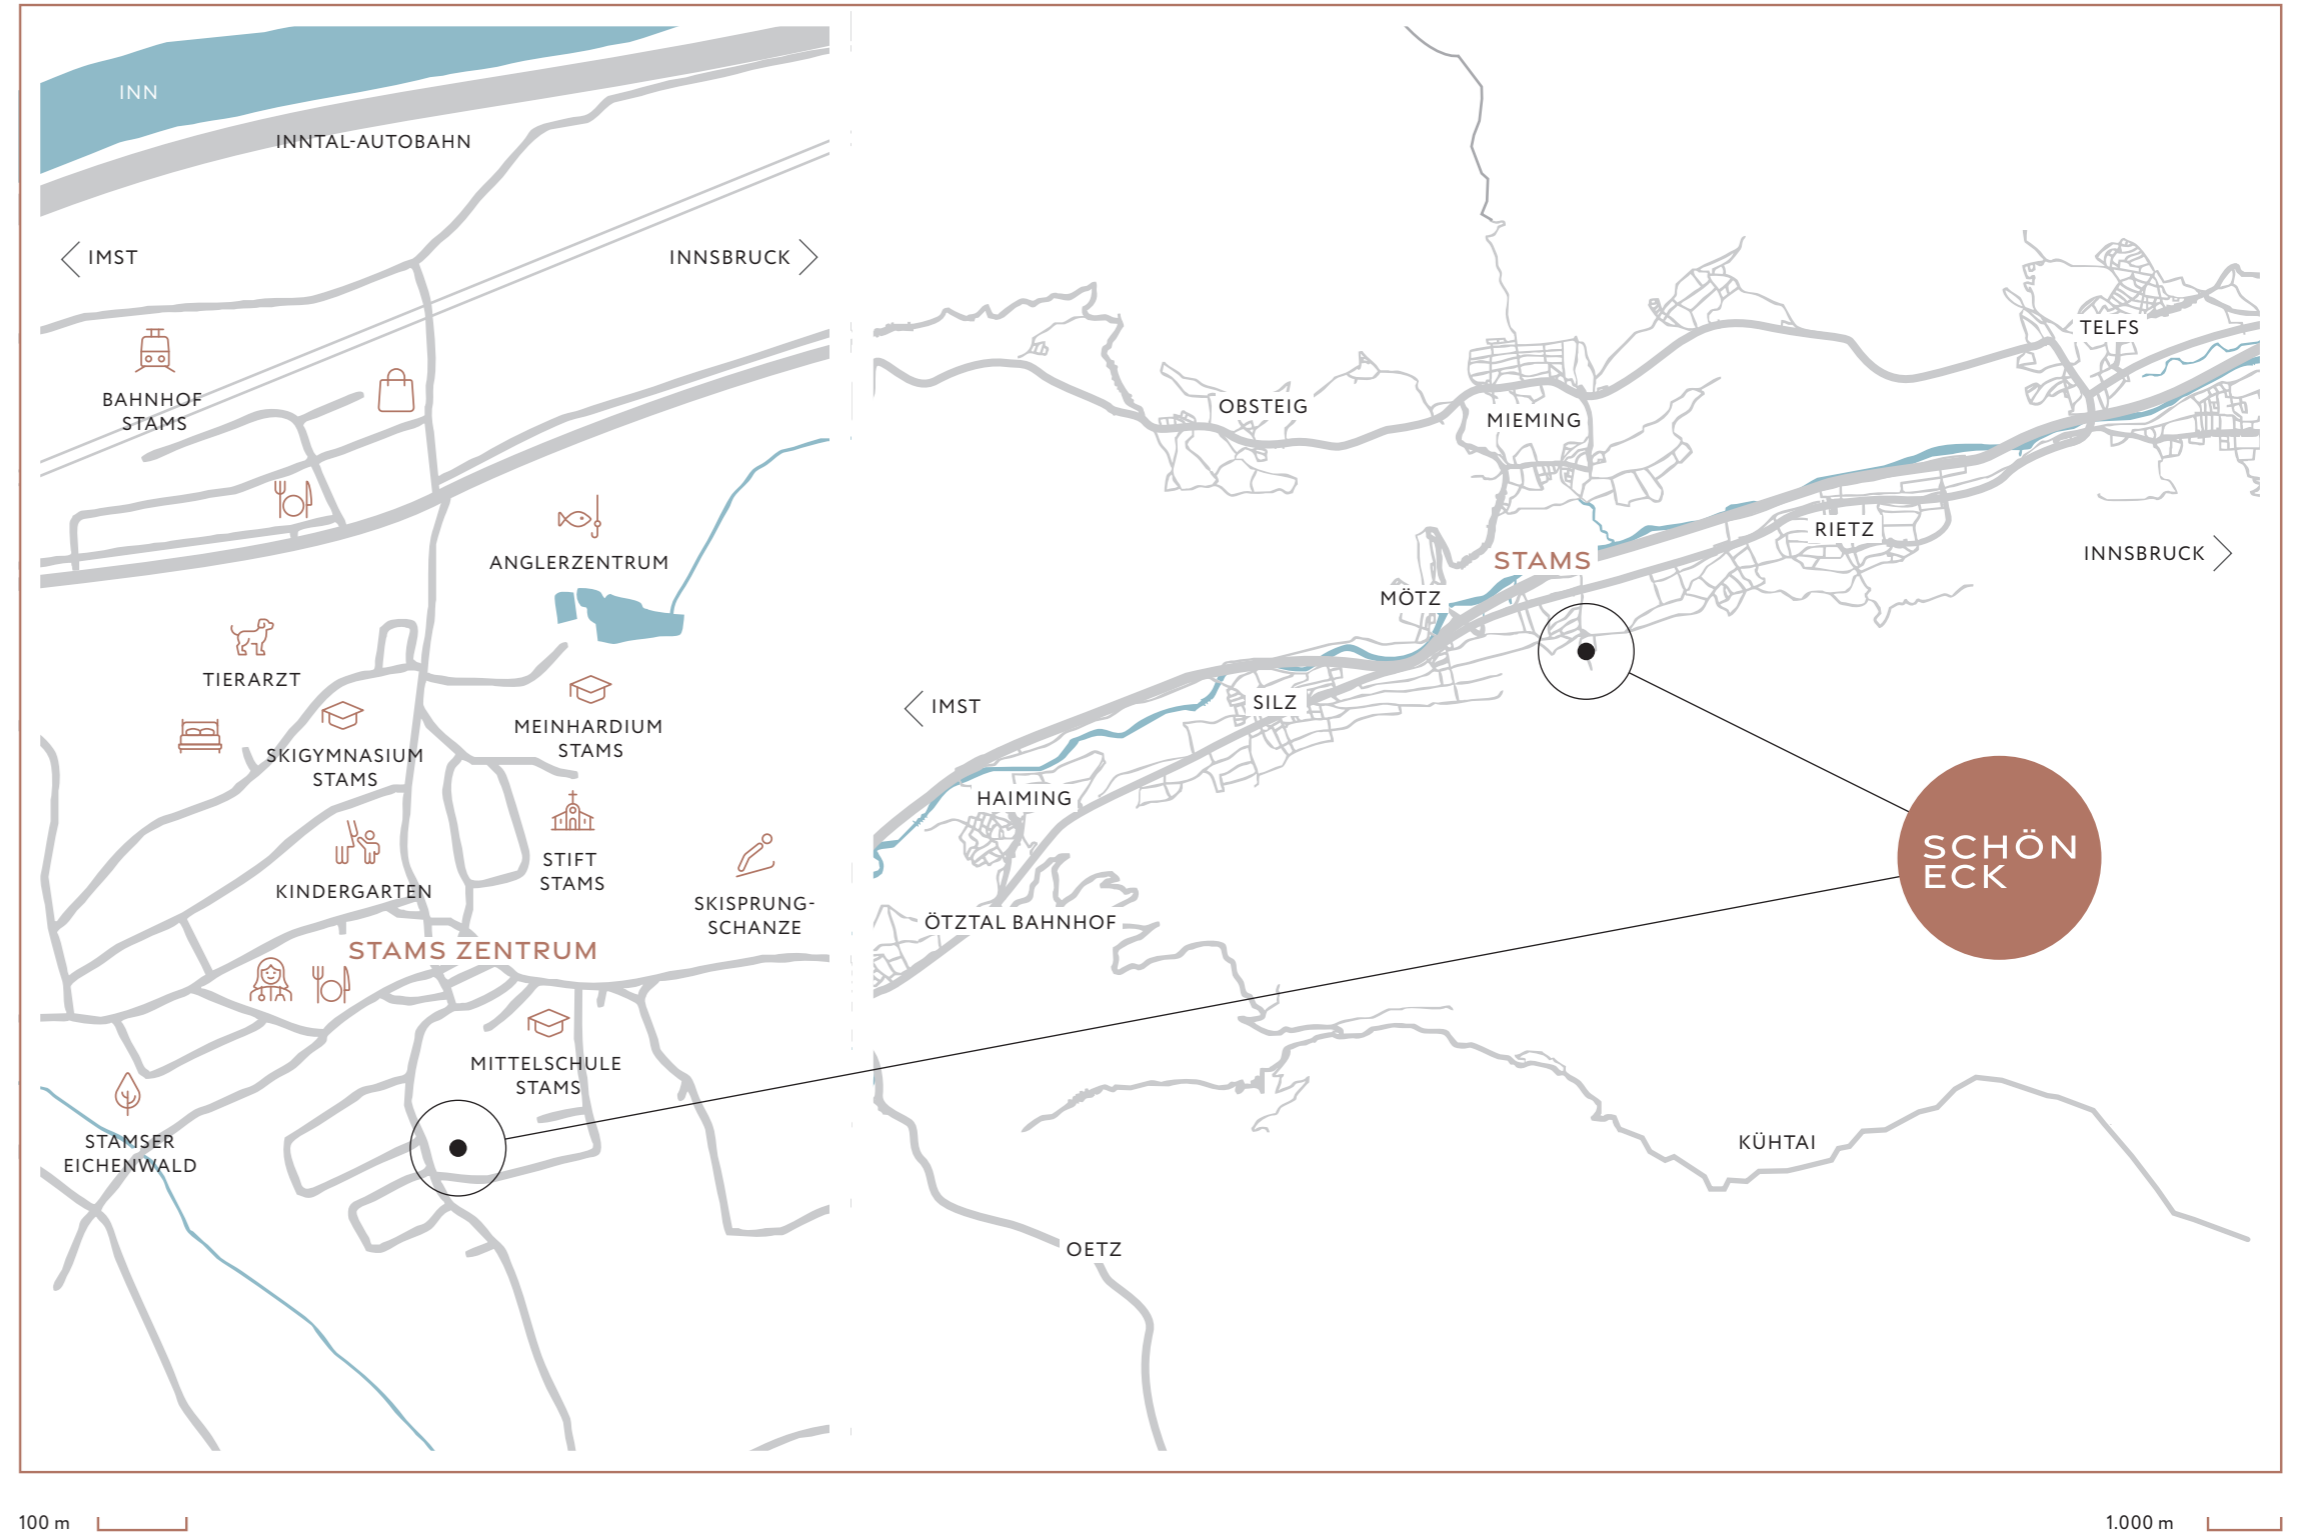 INN
INNTAL-AUTOBAHN
IMST
INNSBRUCK
BAHNHOF
STAMS
ANGLERZENTRUM
TIERARZT
MEINHARDIUM
STAMS
SKIGYMNASIUM
STAMS
STIFT
STAMS
KINDERGARTEN
SKISPRUNG-
SCHANZE
STAMS ZENTRUM
MITTELSCHULE
STAMS
STAMSER
EICHENWALD
100 m
TELFS
OBSTEIG
MIEMING
RIETZ
STAMS
INNSBRUCK
MÖTZ
IMST
SILZ
HAIMING
Inn
SCHÖN
ECK
ÖTZTAL BAHNHOF
KÜHTAI
OETZ
1.000 m